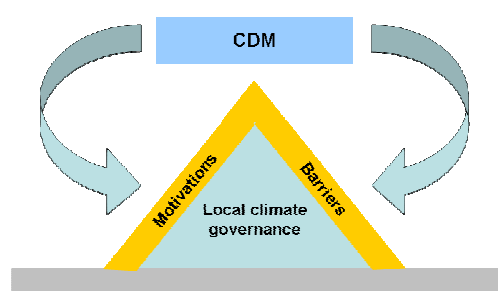 CDM
Motivations
Barriers
Local climate
governance